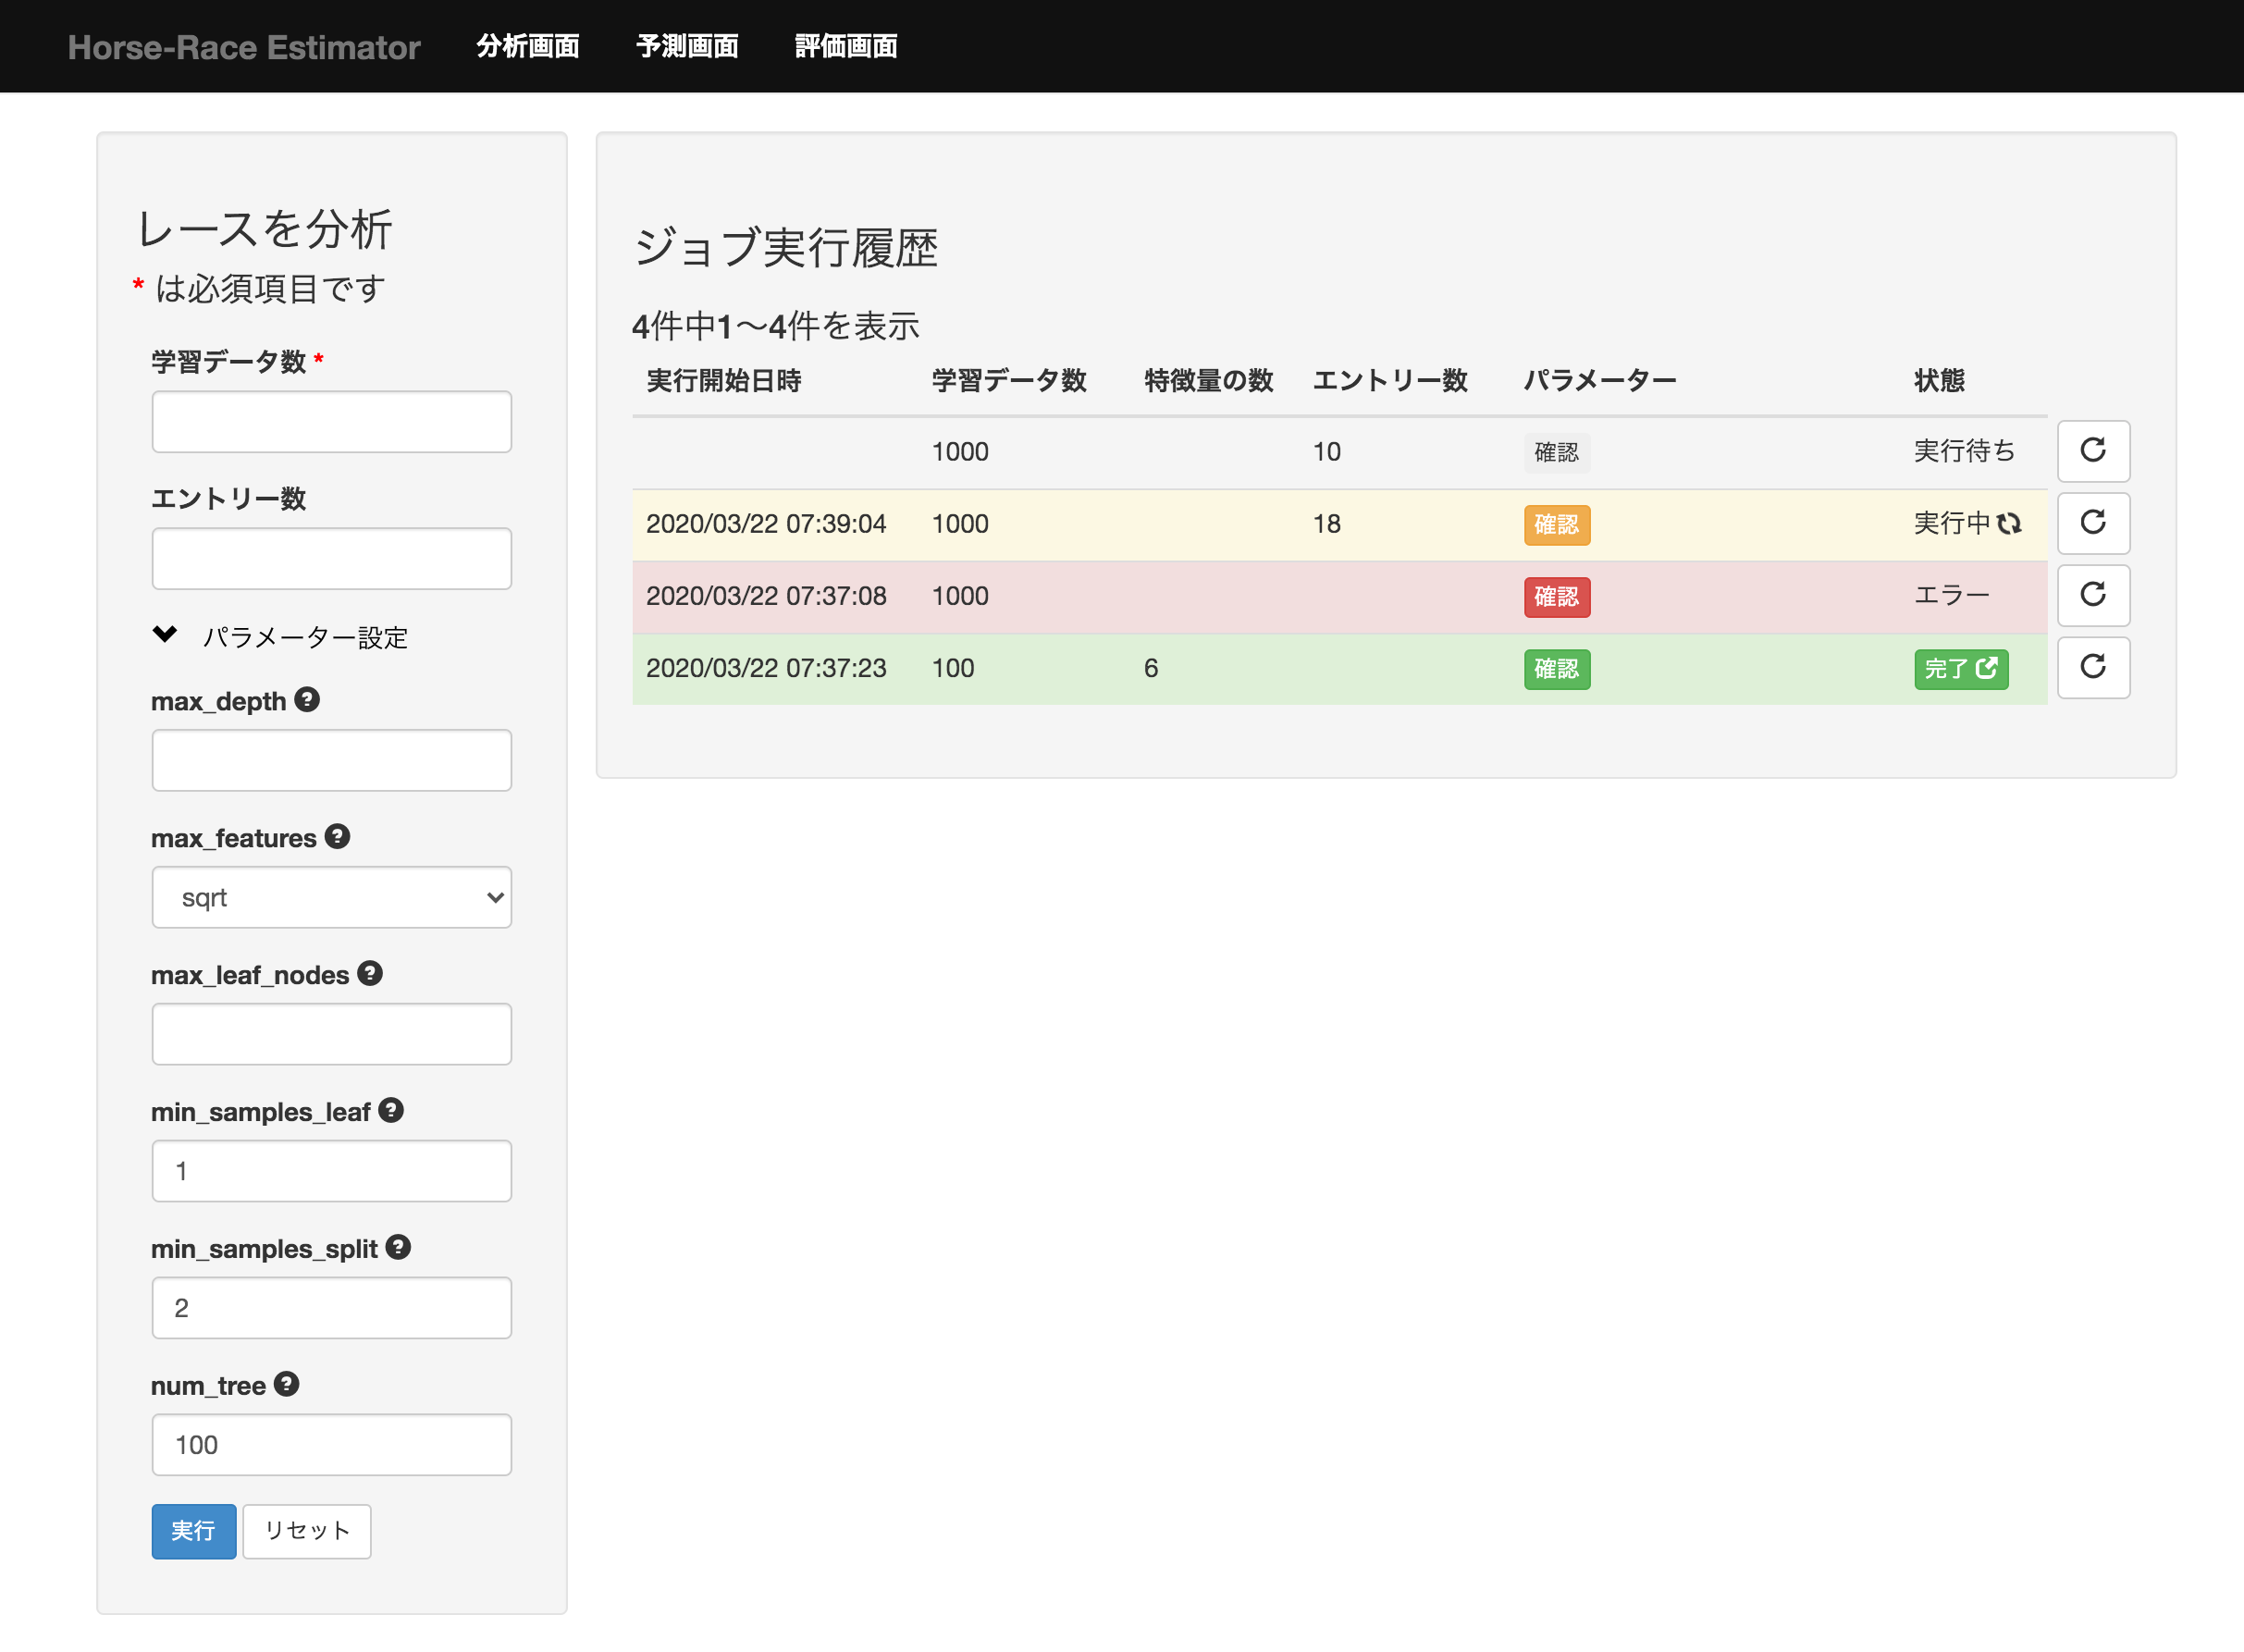 Horse-Race Estimator 分析画面 予測画面 評価画面
レースを分析
* は必須項目です
学習データ数 *
エントリー数
パラメーター設定
max_depth
max_features
sqrt
max_leaf_nodes
min_samples_leaf
1
min_samples_split
2
num_tree
100
実行 リセット
ジョブ実行履歴
4件中1〜4件を表示
実行開始日時 学習データ数 特徴量の数 エントリー数 パラメーター 状態
1000 10 確認 実行待ち
2020/03/22 07:39:04 1000 18 確認 実行中
2020/03/22 07:37:08 1000 確認 エラー
2020/03/22 07:37:23 100 6 確認 完了